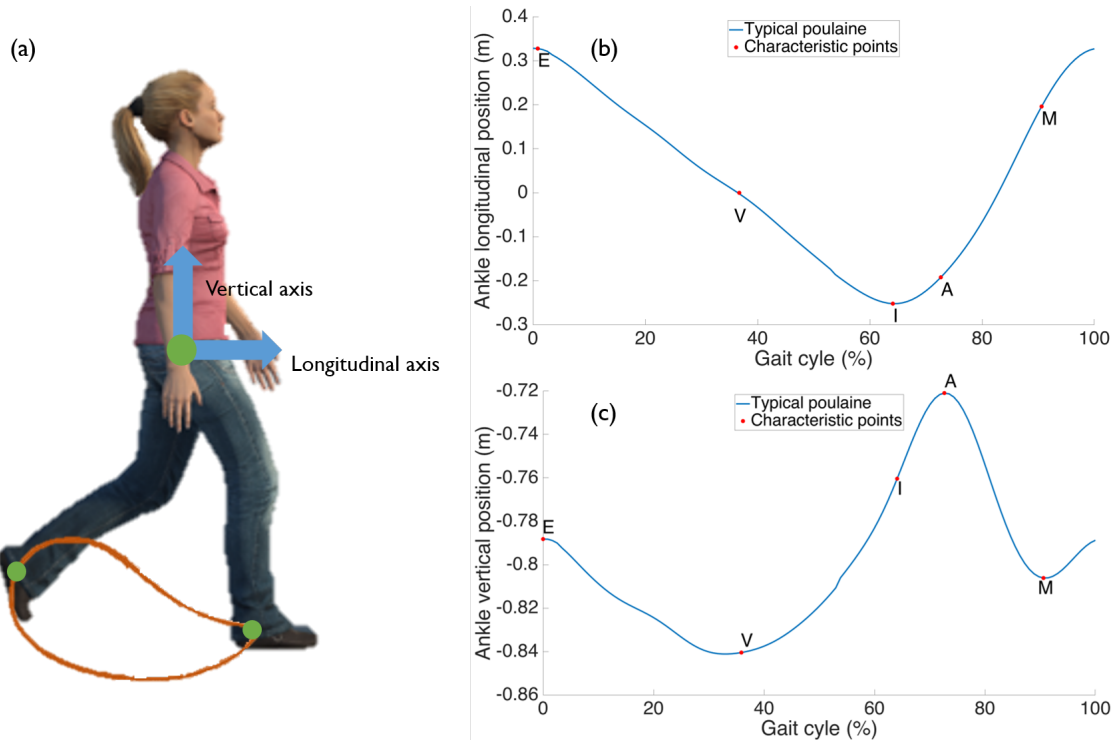 (a)
Vertical axis
Longitudinal axis
(b)
Typical poulaine
Characteristic points
Ankle longitudinal position (m)
0.4
0.3
0.2
0.1
0
-0.1
-0.2
-0.3
E
V
I
A
M
0 20 40 60 80 100
Gait cyle (%)
(c)
Typical poulaine
Characteristic points
Ankle vertical position (m)
-0.72
-0.74
-0.76
-0.78
-0.8
-0.82
-0.84
-0.86
E
V
I
A
M
0 20 40 60 80 100
Gait cyle (%)